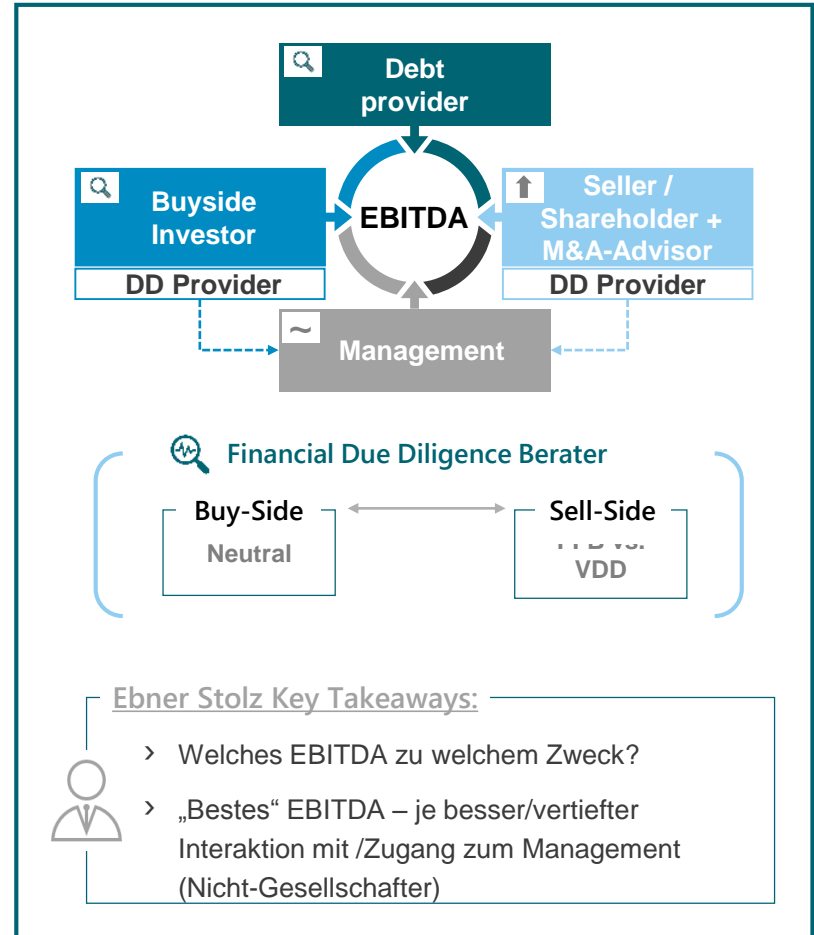 Debt
provider
Buyside
Investor
DD Provider
EBITDA
Seller /
Shareholder +
M&A-Advisor
DD Provider
~
Management
Financial Due Diligence Berater
Buy-Side
Neutral
Sell-Side
vs.
VDD
Ebner Stolz Key Takeaways:
› Welches EBITDA zu welchem Zweck?
› „Bestes“ EBITDA – je besser/vertiefter
Interaktion mit /Zugang zum Management
(Nicht-Gesellschafter)